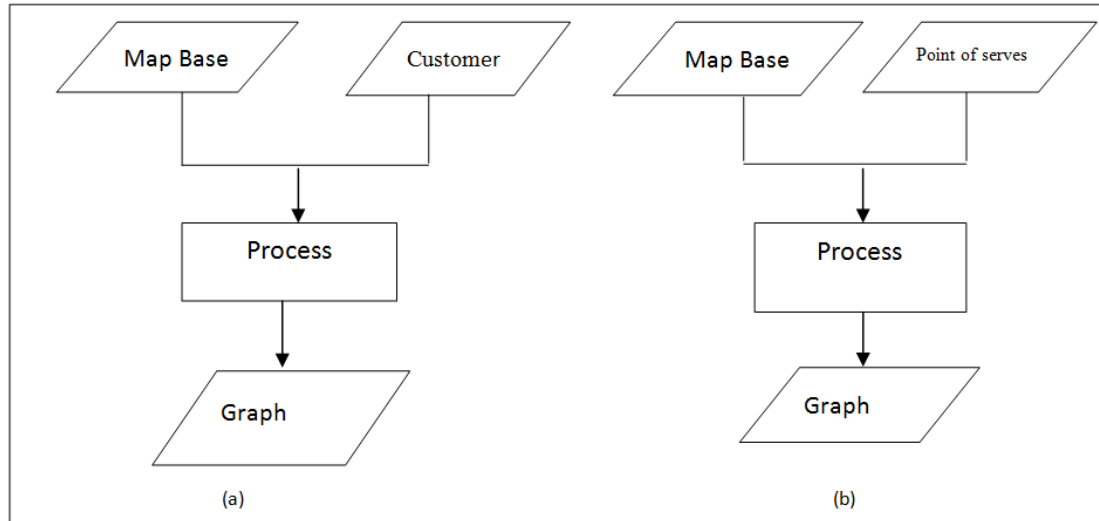 Map Base
Customer
Process
Graph
(a)
Map Base
Point of serves
Process
Graph
(b)